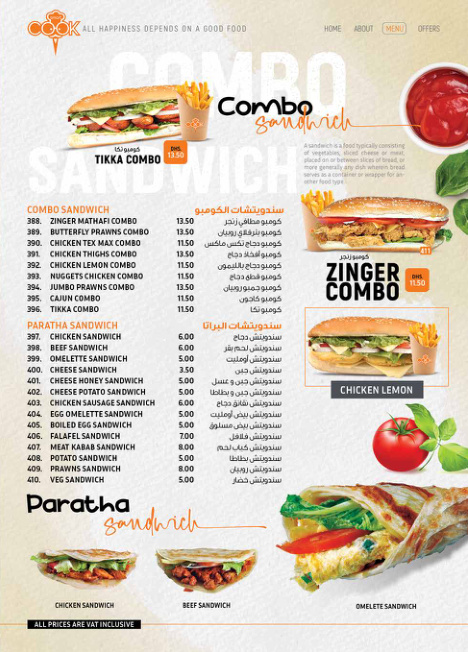 COOK ALL HAPPINESS DEPENDS ON A GOOD FOOD
HOME ABOUT MENU OFFERS
COMBO
SANDWICH
Combo
sandwich
كومبو تكا
TIKKA COMBO
DHS.
13.50
A sandwich is a food typically consisting
of vegetables, sliced cheese or meat,
placed on or between slices of bread, or
more generally any dish wherein bread
serves as a container or wrapper for an-
other food type.
COMBO SANDWICH سندويتشات الكومبو
388. ZINGER MATHAFI COMBO 13.50 كومبو مطافي زنجر
389. BUTTERFLY PRAWNS COMBO 13.50 كومبو بترفلاي روبيان
390. CHICKEN TEX MAX COMBO 11.50 كومبو دجاج تكس ماكس
391. CHICKEN THIGHS COMBO 13.50 كومبو أفخاذ دجاج
392. CHICKEN LEMON COMBO 11.50 كومبو دجاج بالليمون
393. NUGGETS CHICKEN COMBO 11.50 كومبو قطع دجاج
394. JUMBO PRAWNS COMBO 13.50 كومبو جمبو روبيان
395. CAJUN COMBO 11.50 كومبو كاجون
396. TIKKA COMBO 11.50 كومبو تكا
411
كومبو زنجر
ZINGER
COMBO
DHS.
11.50
PARATHA SANDWICH سندويتشات البراتا
397. CHICKEN SANDWICH 6.00 سندويتش دجاج
398. BEEF SANDWICH 6.00 سندويتش لحم بقر
399. OMELETTE SANDWICH 5.00 سندويتش أومليت
400. CHEESE SANDWICH 3.50 سندويتش جبن
401. CHEESE HONEY SANDWICH 5.00 سندويتش جبن و عسل
402. CHEESE POTATO SANDWICH 5.00 سندويتش جبن و بطاطا
403. CHICKEN SAUSAGE SANDWICH 6.00 سندويتش نقانق دجاج
404. EGG OMELETTE SANDWICH 5.00 سندويتش بيض أومليت
405. BOILED EGG SANDWICH 5.00 سندويتش بيض مسلوق
406. FALAFEL SANDWICH 7.00 سندويتش فلافل
407. MEAT KABAB SANDWICH 8.00 سندويتش كباب لحم
408. POTATO SANDWICH 5.00 سندويتش بطاطا
409. PRAWNS SANDWICH 8.00 سندويتش روبيان
410. VEG SANDWICH 5.00 سندويتش خضار
CHICKEN LEMON
Paratha
sandwich
CHICKEN SANDWICH
BEEF SANDWICH
OMELETE SANDWICH
ALL PRICES ARE VAT INCLUSIVE